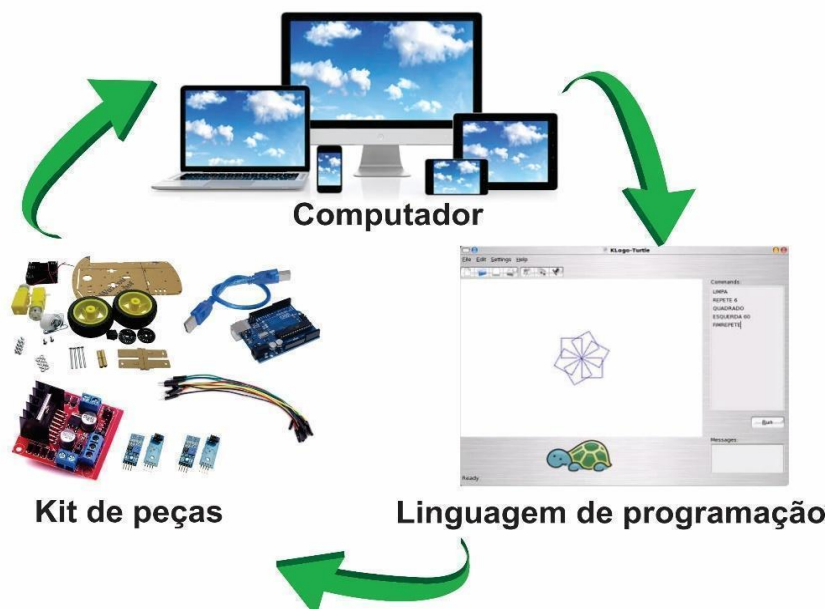 Computador
KLogo-Turtle
File Edit Settings Help
Commands:
LIMPA
REPETE 6
QUADRADO
ESQUERDA 60
FIMREPETE
Run
Messages:
Ready
Kit de peças
Linguagem de programação